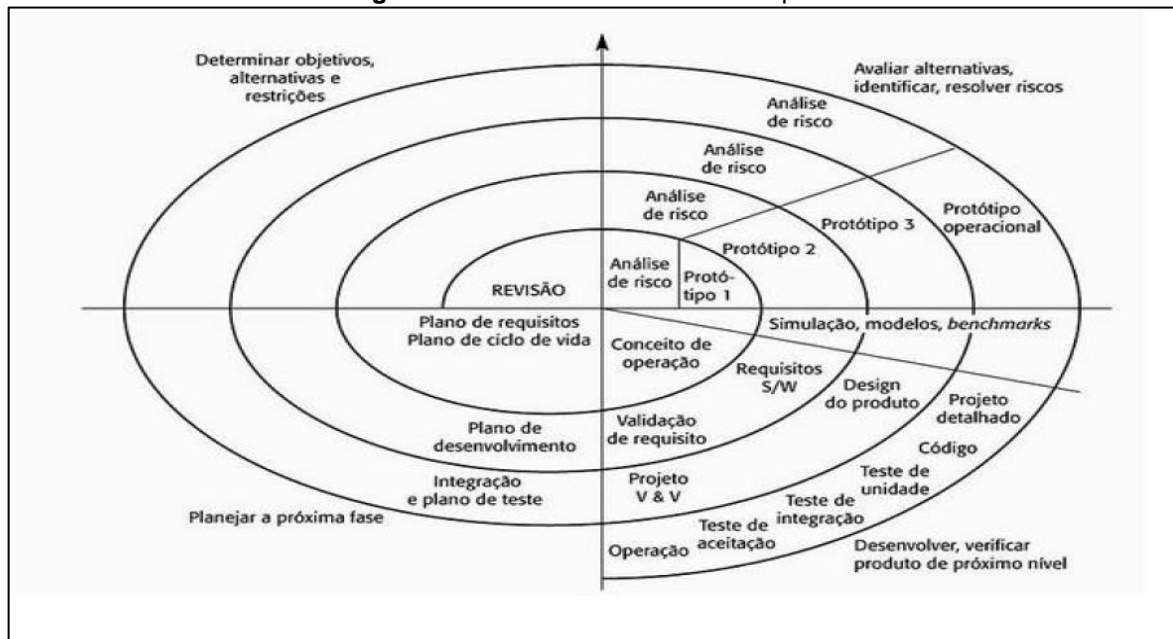 Determinar objetivos,
alternativas e
restrições
Avaliar alternativas,
identificar, resolver riscos
Análise
de risco
Análise
de risco
Análise
de risco
Análise
de risco
Protótipo
operacional
Protótipo 3
Protótipo 2
Protó-
tipo 1
REVISÃO
Plano de requisitos
Plano de ciclo de vida
Simulação, modelos, benchmarks
Conceito de
operação
Requisitos
S/W
Design
do produto
Projeto
detalhado
Código
Plano de
desenvolvimento
Validação
de requisito
Teste de
unidade
Integração
e plano de teste
Projeto
V & V
Teste de
integração
Teste de
aceitação
Operação
Planejar a próxima fase
Desenvolver, verificar
produto de próximo nível